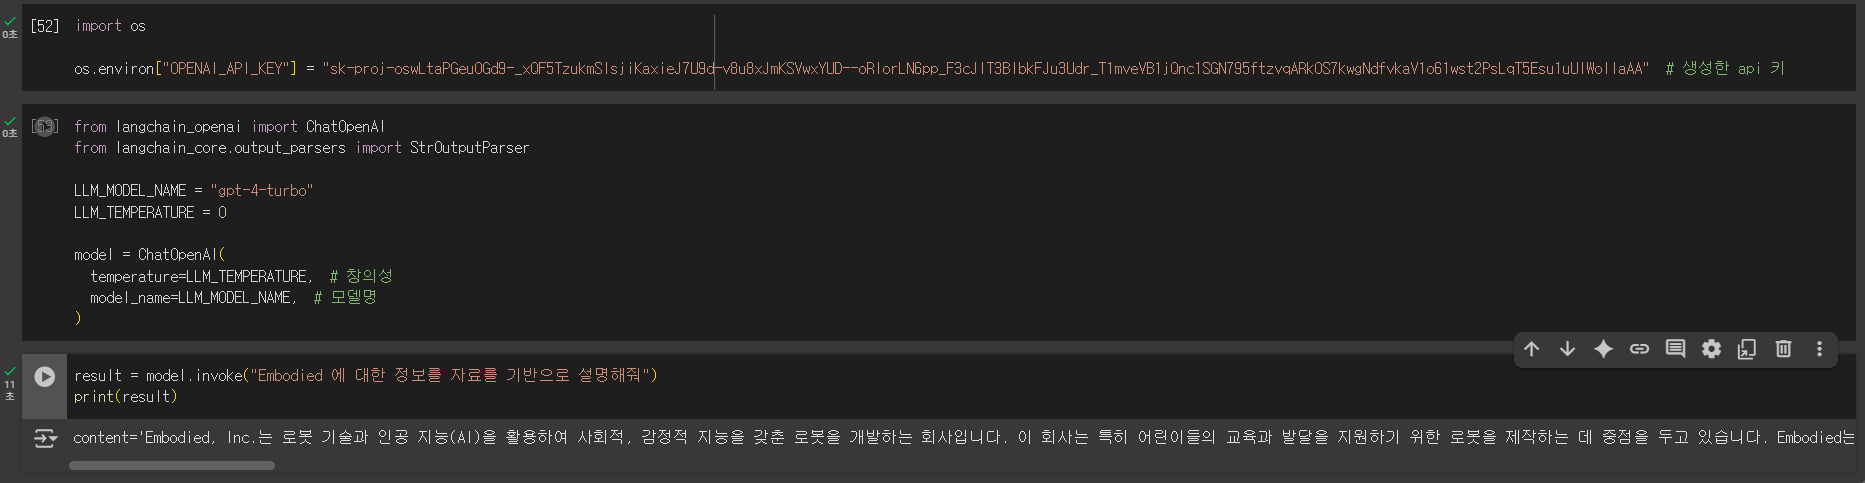 [52] import os
os.environ["OPENAI_API_KEY"] = # 생성한 api 키
0초
from langchain_openai import ChatOpenAI
0초
from langchain_core.output_parsers import StrOutputParser
LLM_MODEL_NAME = "gpt-4-turbo"
LLM_TEMPERATURE = 0
model = ChatOpenAI(
temperature=LLM_TEMPERATURE, # 창의성
model_name=LLM_MODEL_NAME, # 모델명
)
result = model.invoke("Embodied 에 대한 정보를 자료를 기반으로 설명해줘")
11초
print(result)
content='Embodied, Inc.는 로봇 기술과 인공 지능(AI)을 활용하여 사회적, 감정적 지능을 갖춘 로봇을 개발하는 회사입니다. 이 회사는 특히 어린이들의 교육과 발달을 지원하기 위한 로봇을 제작하는 데 중점을 두고 있습니다. Embodied는